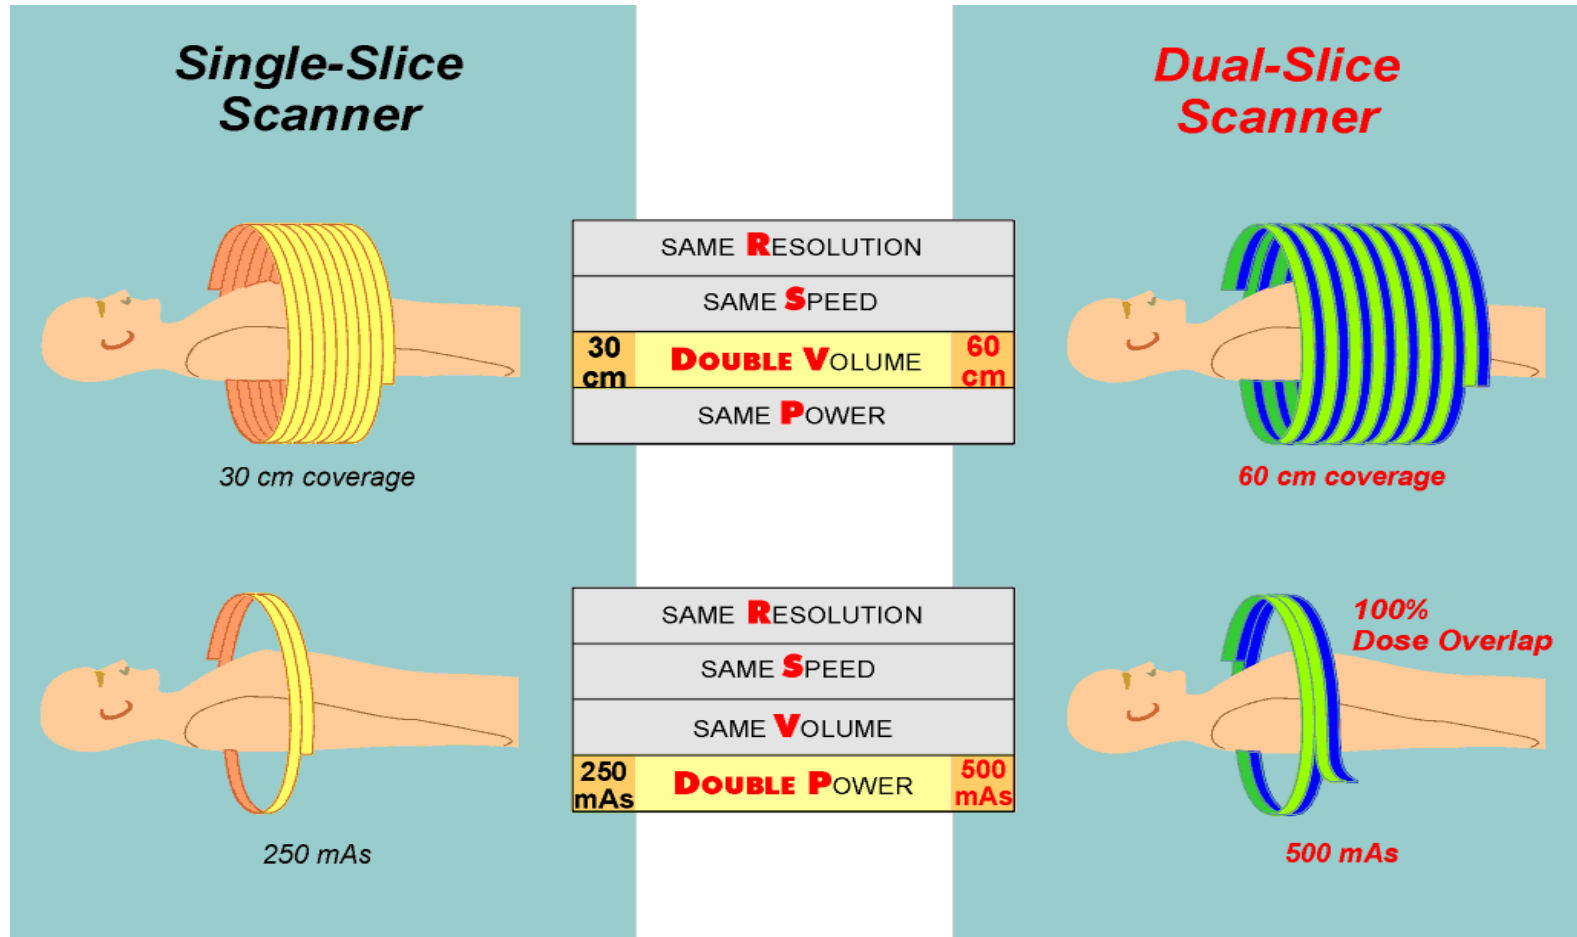 Single-Slice
Scanner
Dual-Slice
Scanner
SAME RESOLUTION
SAME SPEED
30
cm
DOUBLE VOLUME
60
cm
SAME POWER
30 cm coverage
60 cm coverage
SAME RESOLUTION
SAME SPEED
SAME VOLUME
250
mAs
DOUBLE POWER
500
mAs
100%
Dose Overlap
250 mAs
500 mAs